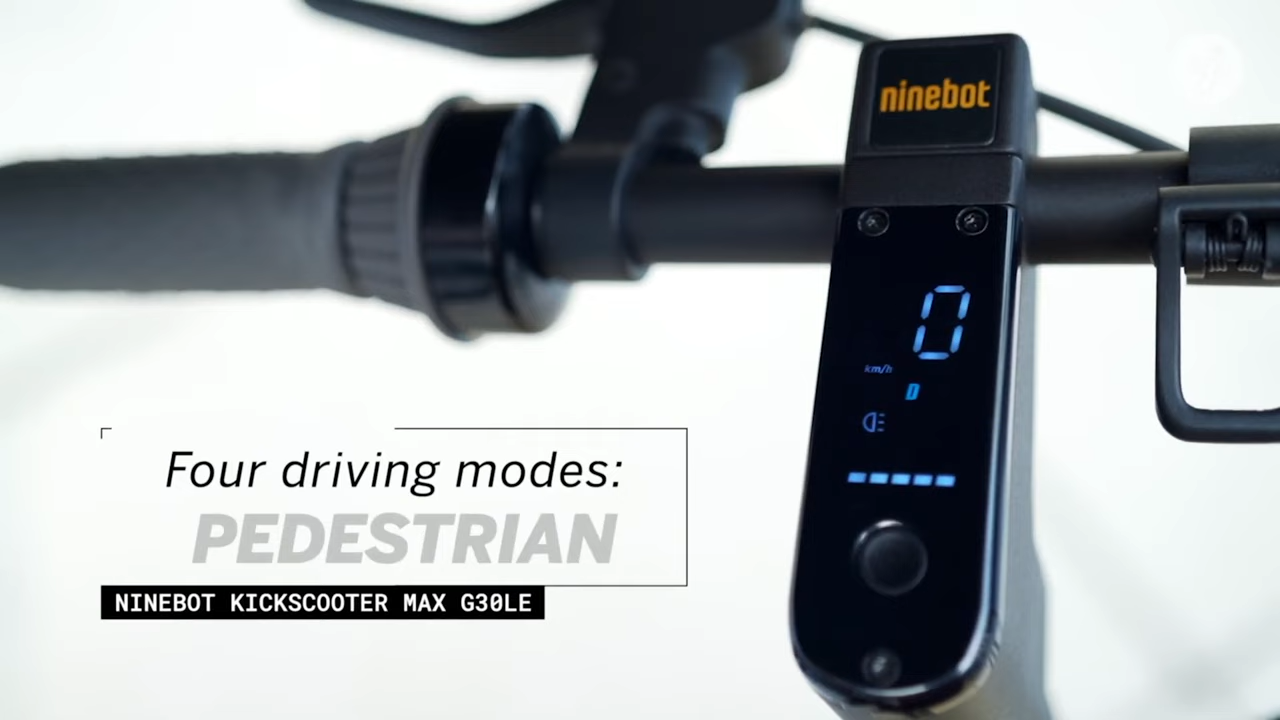 ninebot
0
km/h
D
Four driving modes:
PEDESTRIAN
NINEBOT KICKSCOOTER MAX G30LE